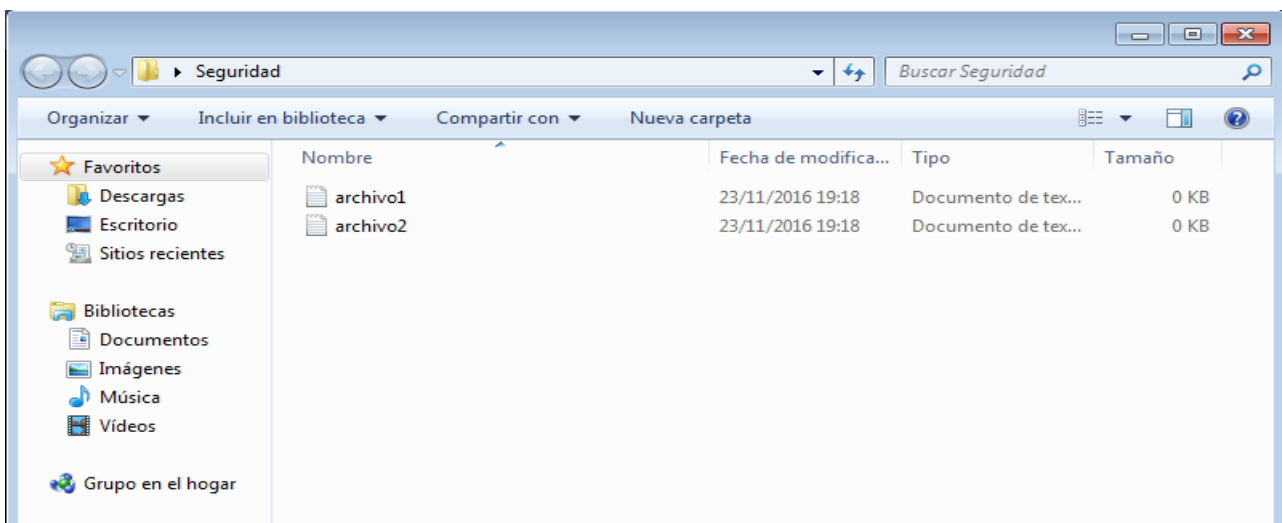 Seguridad
Buscar Seguridad
Organizar Incluir en biblioteca Compartir con Nueva carpeta
Favoritos
Descargas
Escritorio
Sitios recientes
Bibliotecas
Documentos
Imágenes
Música
Vídeos
Grupo en el hogar
Nombre Fecha de modifica... Tipo Tamaño
archivo1 23/11/2016 19:18 Documento de tex... 0 KB
archivo2 23/11/2016 19:18 Documento de tex... 0 KB